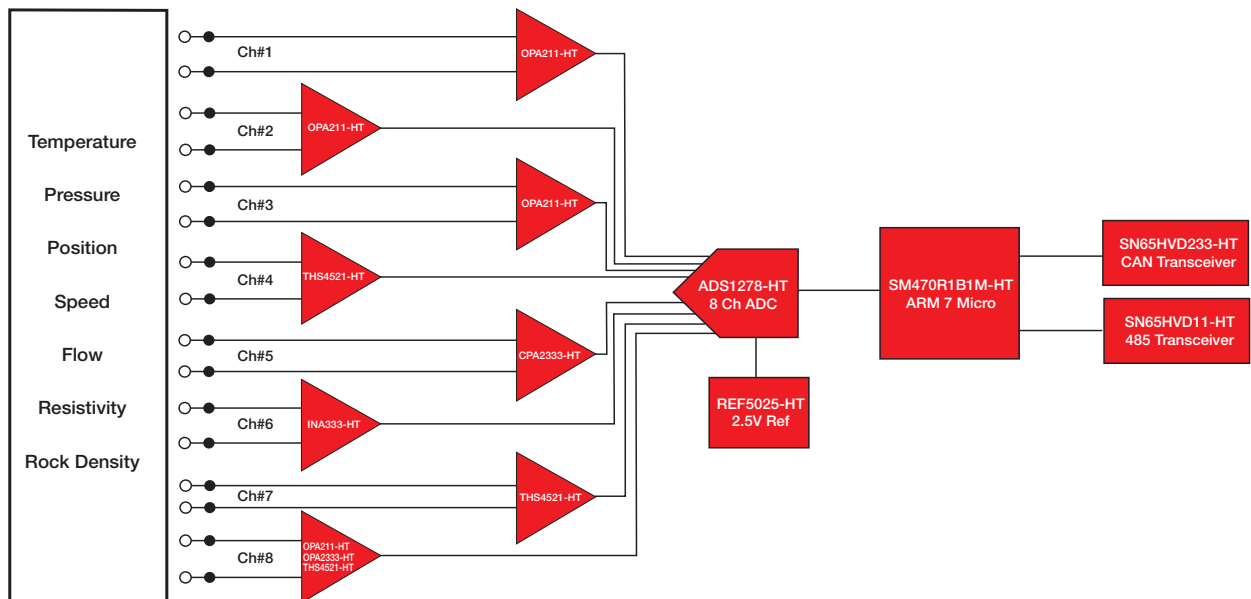 Temperature
Pressure
Position
Speed
Flow
Resistivity
Rock Density
Ch#1
OPA211-HT
Ch#2
OPA211-HT
Ch#3
OPA211-HT
Ch#4
THS4521-HT
Ch#5
CPA2333-HT
Ch#6
INA333-HT
Ch#7
THS4521-HT
Ch#8
OPA211-HT
OPA2333-HT
THS4521-HT
ADS1278-HT
8 Ch ADC
REF5025-HT
2.5V Ref
SM470R1B1M-HT
ARM 7 Micro
SN65HVD233-HT
CAN Transceiver
SN65HVD11-HT
485 Transceiver